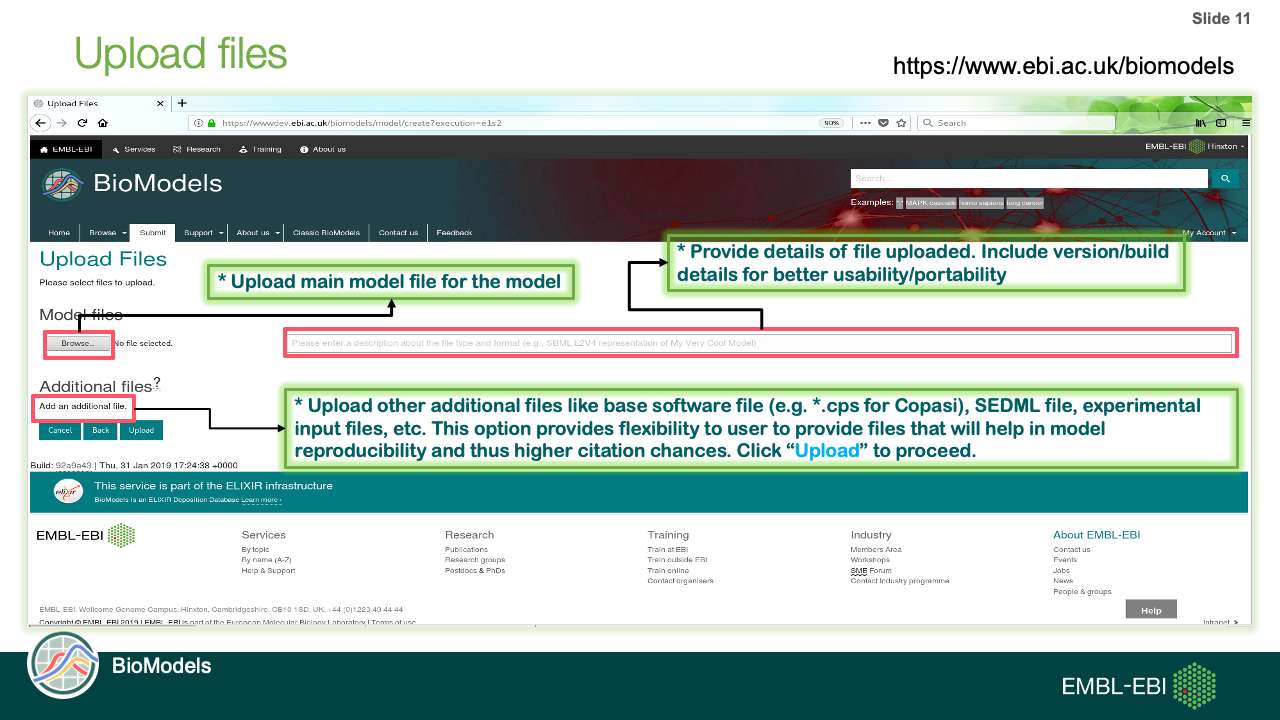 Slide 11
Upload files
https://www.ebi.ac.uk/biomodels
Upload Files
https://wwwdev.ebi.ac.uk/biomodels/model/create?execution=e1s2
90%
Search
EMBL-EBI
Services
Research
Training
About us
EMBL-EBI
Hinxton
BioModels
Search...
Examples:
MAPK cascade
homo sapiens
lung cancer
Home
Browse
Submit
Support
About us
Classic BioModels
Contact us
Feedback
My Account
Upload Files
Please select files to upload.
* Upload main model file for the model
* Provide details of file uploaded. Include version/build
details for better usability/portability
Model files
Browse...
No file selected.
Please enter a description about the file type and format (e.g., SBML L2V4 representation of My Very Cool Model)
Additional files?
Add an additional file.
Cancel
Back
Upload
* Upload other additional files like base software file (e.g. *.cps for Copasi), SEDML file, experimental
input files, etc. This option provides flexibility to user to provide files that will help in model
reproducibility and thus higher citation chances. Click “Upload” to proceed.
Build: 92a9a43 | Thu, 31 Jan 2019 17:24:38 +0000
elixir
This service is part of the ELIXIR infrastructure
BioModels is an ELIXIR Deposition Database Learn more ›
EMBL-EBI
Services
By topic
By name (A-Z)
Help & Support
Research
Publications
Research groups
Postdocs & PhDs
Training
Train at EBI
Train outside EBI
Train online
Contact organisers
Industry
Members Area
Workshops
SME Forum
Contact Industry programme
About EMBL-EBI
Contact us
Events
Jobs
News
People & groups
EMBL-EBI, Wellcome Genome Campus, Hinxton, Cambridgeshire, CB10 1SD, UK. +44 (0)1223 49 44 44
Help
Copyright © EMBL-EBI 2019 | EMBL-EBI is part of the European Molecular Biology Laboratory | Terms of use
Intranet
BioModels
EMBL-EBI